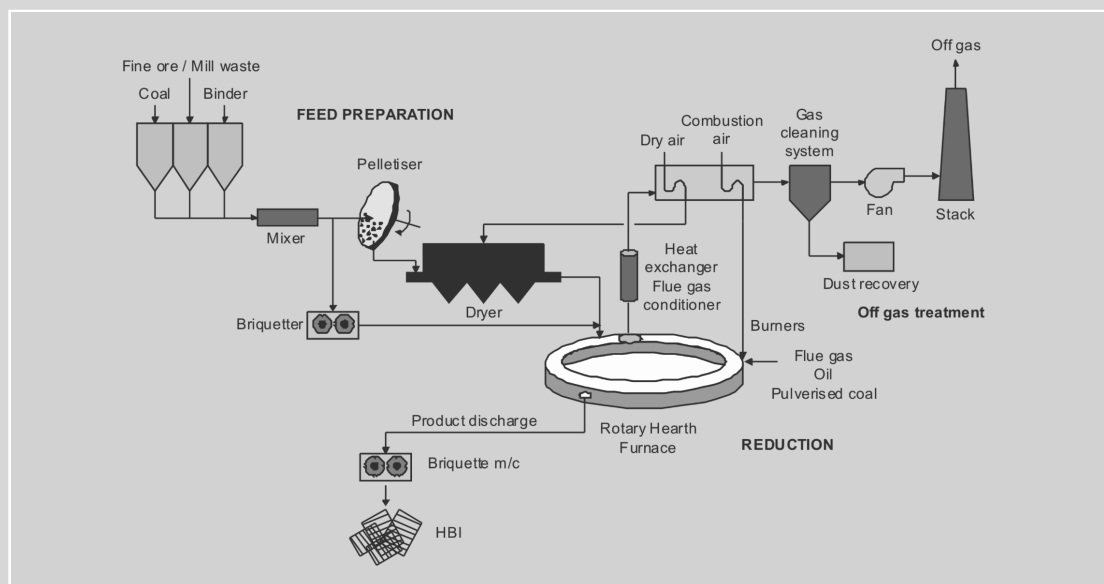 Off gas
Fine ore / Mill waste
Coal
Binder
FEED PREPARATION
Pelletiser
Mixer
Dryer
Briquetter
Dry air
Combustion
air
Gas
cleaning
system
Fan
Stack
Heat
exchanger
Flue gas
conditioner
Dust recovery
Off gas treatment
Burners
Flue gas
Oil
Pulverised coal
Rotary Hearth
Furnace
REDUCTION
Product discharge
Briquette m/c
HBI